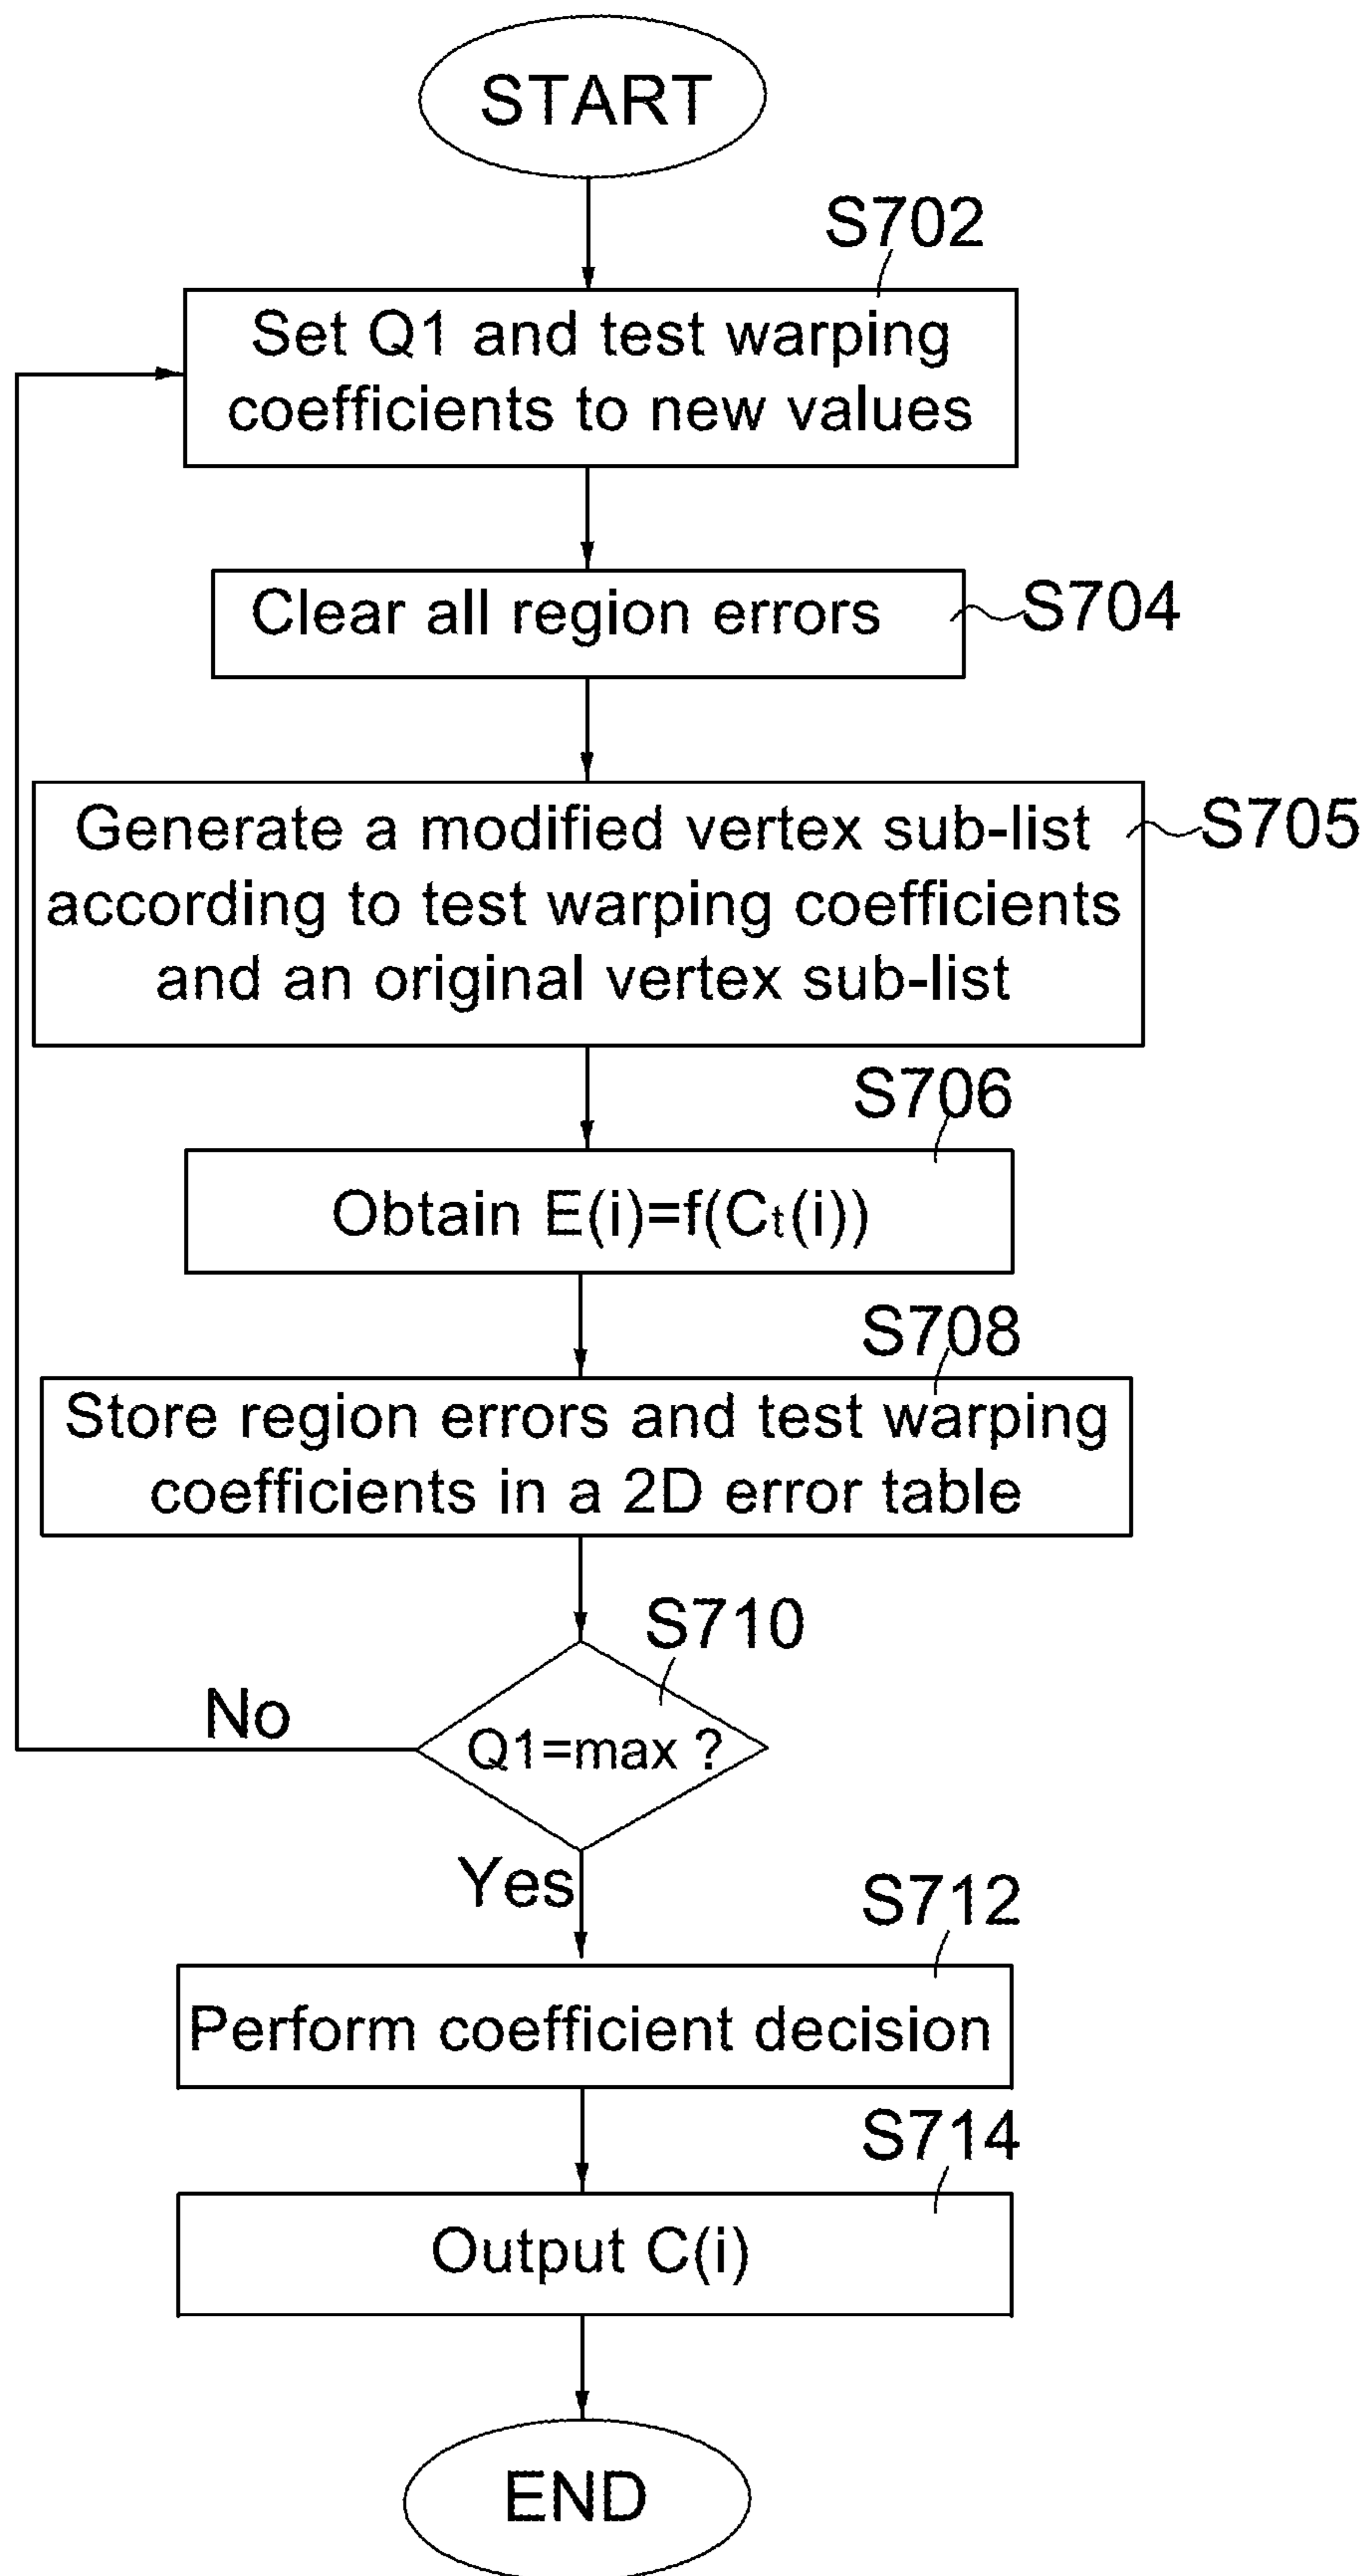 START
S702
Set Q1 and test warping
coefficients to new values
Clear all region errors
S704
Generate a modified vertex sub-list
according to test warping coefficients
and an original vertex sub-list
S705
S706
Obtain E(i)=f(Cₜ(i))
S708
Store region errors and test warping
coefficients in a 2D error table
S710
Q1=max ?
No
Yes
S712
Perform coefficient decision
S714
Output C(i)
END